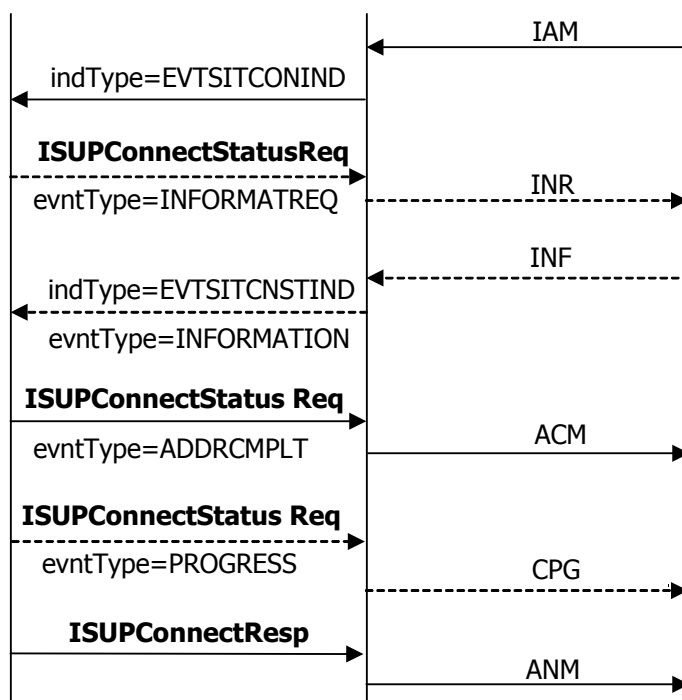 IAM
indType=EVTSITCONIND
ISUPConnectStatusReq
evntType=INFORMATREQ
INR
INF
indType=EVTSITCNSTIND
evntType=INFORMATION
ISUPConnectStatus Req
evntType=ADDRCMPLT
ACM
ISUPConnectStatus Req
evntType=PROGRESS
CPG
ISUPConnectResp
ANM